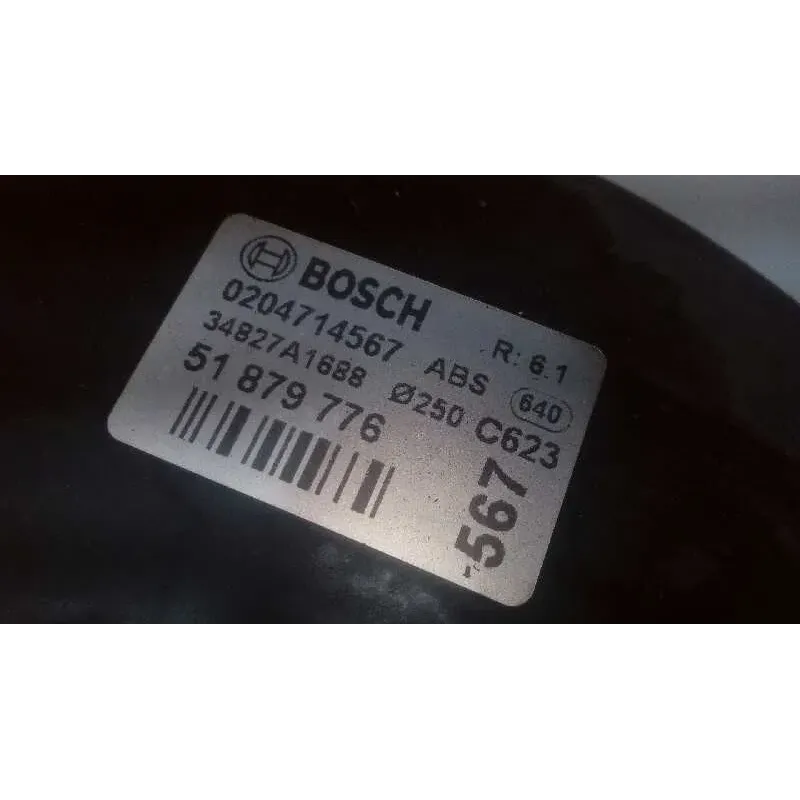 BOSCH
0204714567 ABS R: 6.1
34827A1688 Ø250 640
51 879 776 C623
-567